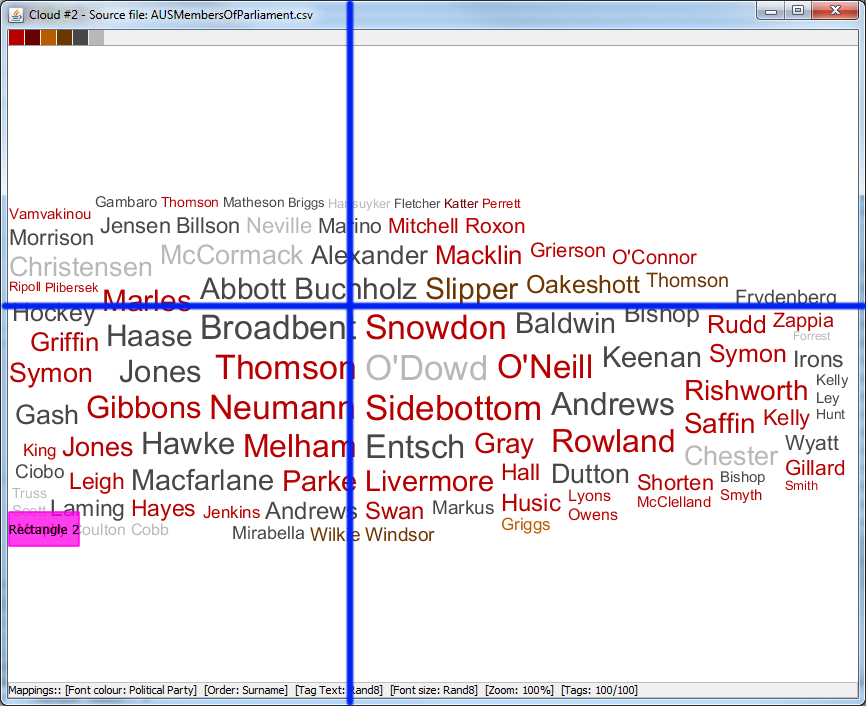 Cloud #2 - Source file: AUSMembersOfParliament.csv
Gambaro Thomson Matheson Briggs Fletcher Katter Perrett
Vamvakinou Jensen Billson Neville Marino Mitchell Roxon
Morrison McCormack Alexander Macklin Grierson O'Connor
Christensen
Ripoll Plibersek Marles Abbott Buchholz Slipper Oakeshott Thomson Frydenberg
Hockey Haase Broadbent Snowdon Baldwin Bishop Rudd Zappia
Griffin Forrest
Symon Jones Thomson O'Dowd O'Neill Keenan Symon Irons
Kelly
Gash Gibbons Neumann Sidebottom Andrews Rishworth Ley
Saffin Kelly Hunt
King Jones Hawke Melham Entsch Gray Rowland Chester Wyatt
Ciobo Leigh Macfarlane Parke Livermore Hall Dutton Shorten Bishop Gillard
Truss Smyth Smith
Scott Laming Hayes Jenkins Andrews Swan Markus Husic Lyons McClelland
Owens
Rectangle 2 Coulton Cobb Mirabella Wilkie Windsor Griggs
Mappings:: [Font colour: Political Party] [Order: Surname] [Tag Text: Rand8] [Font size: Rand8] [Zoom: 100%] [Tags: 100/100]